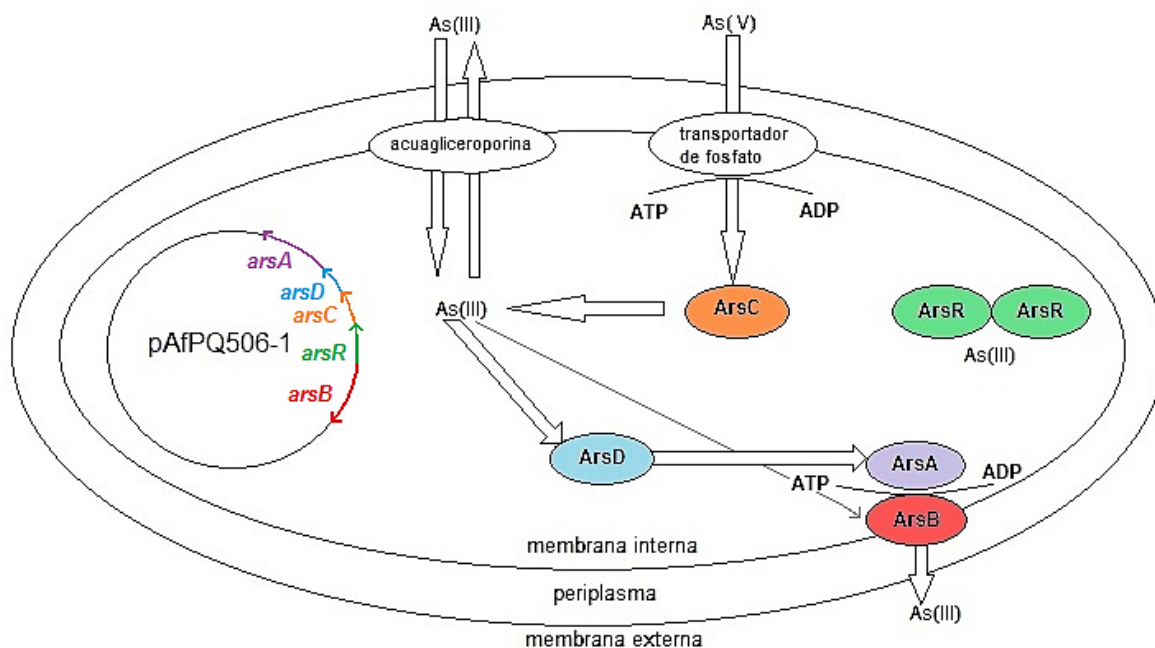 As(III)
As(V)
acuagliceroporina
transportador
de fosfato
ATP
ADP
arsA
arsD
arsC
arsR
arsB
pAfPQ506-1
As(III)
ArsC
ArsR
ArsR
As(III)
ArsD
ArsA
ATP
ADP
ArsB
membrana interna
periplasma
As(III)
membrana externa